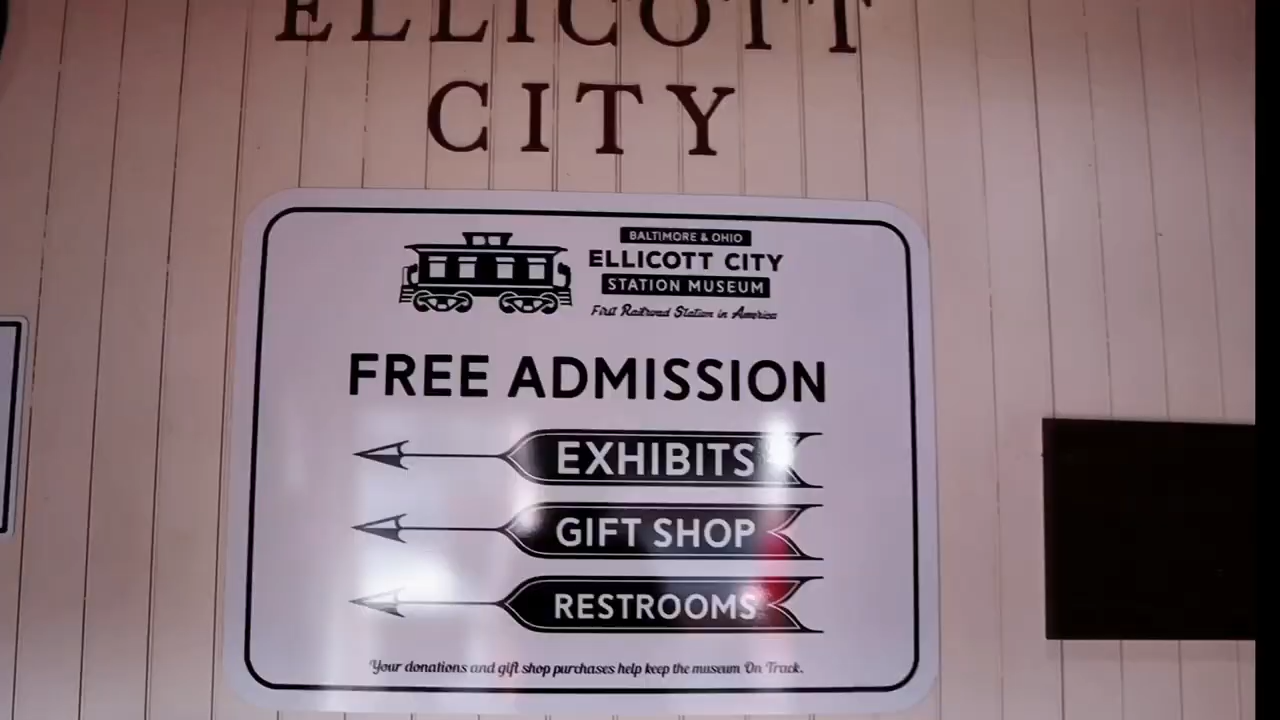 ELLICOTT
CITY
BALTIMORE & OHIO
ELLICOTT CITY
STATION MUSEUM
First Railroad Station in America
FREE ADMISSION
EXHIBITS
GIFT SHOP
RESTROOMS
Your donations and gift shop purchases help keep the museum On Track.